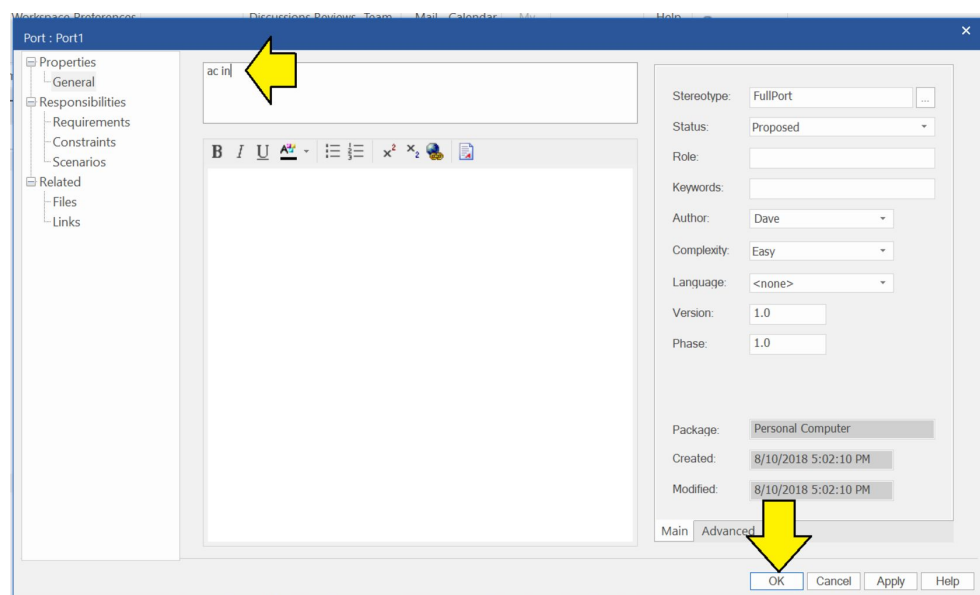 Workspace Preferences Discussions Reviews Team Mail Calendar My Help
Port : Port1
Properties
General
Responsibilities
Requirements
Constraints
Scenarios
Related
Files
Links
ac in
B I U A x² x₂
Stereotype: FullPort ...
Status: Proposed
Role:
Keywords:
Author: Dave
Complexity: Easy
Language: <none>
Version: 1.0
Phase: 1.0
Package: Personal Computer
Created: 8/10/2018 5:02:10 PM
Modified: 8/10/2018 5:02:10 PM
Main Advanced
OK Cancel Apply Help